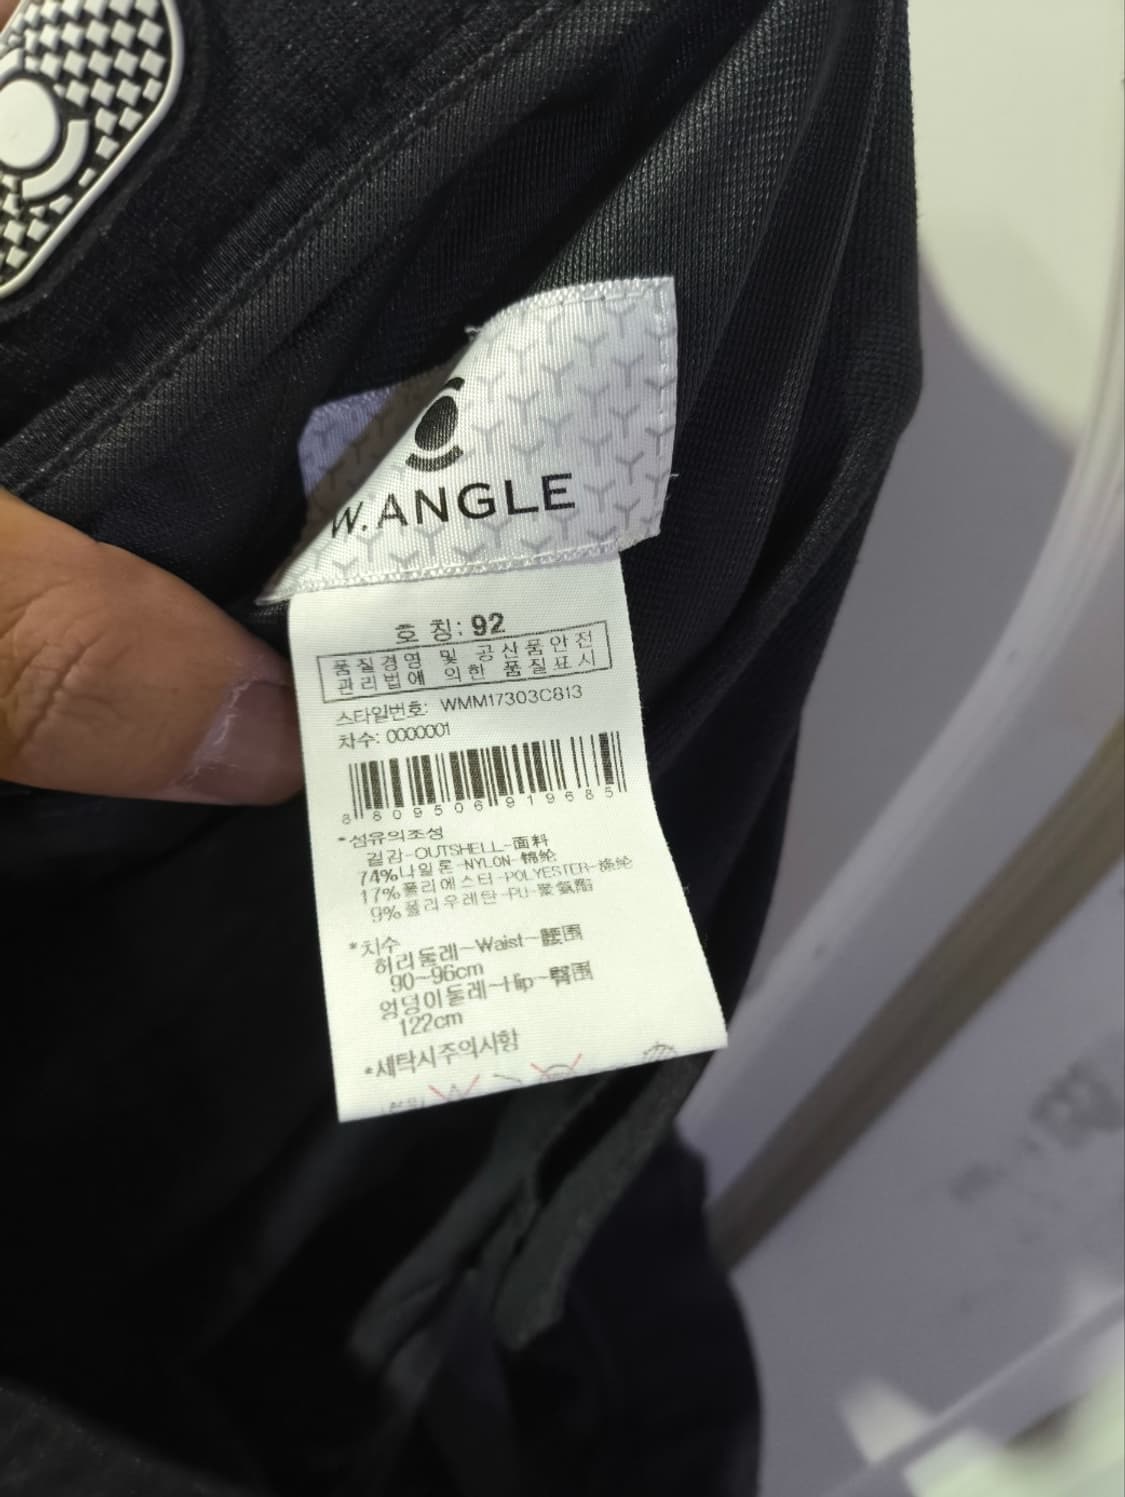 W.ANGLE
호 칭: 92
품질경영 및 공산품안전
관리법에 의한 품질표시
스타일번호: WMM17303C813
차수: 0000001
8809506919685
*섬유의조성
겉감-OUTSHELL-面料
74%나일론-NYLON-锦纶
17%폴리에스터-POLYESTER-涤纶
9%폴리우레탄-PU-聚氨酯
*치수
허리둘레-Waist-腰围
90~96cm
엉덩이둘레-Hip-臀围
122cm
*세탁시주의사항